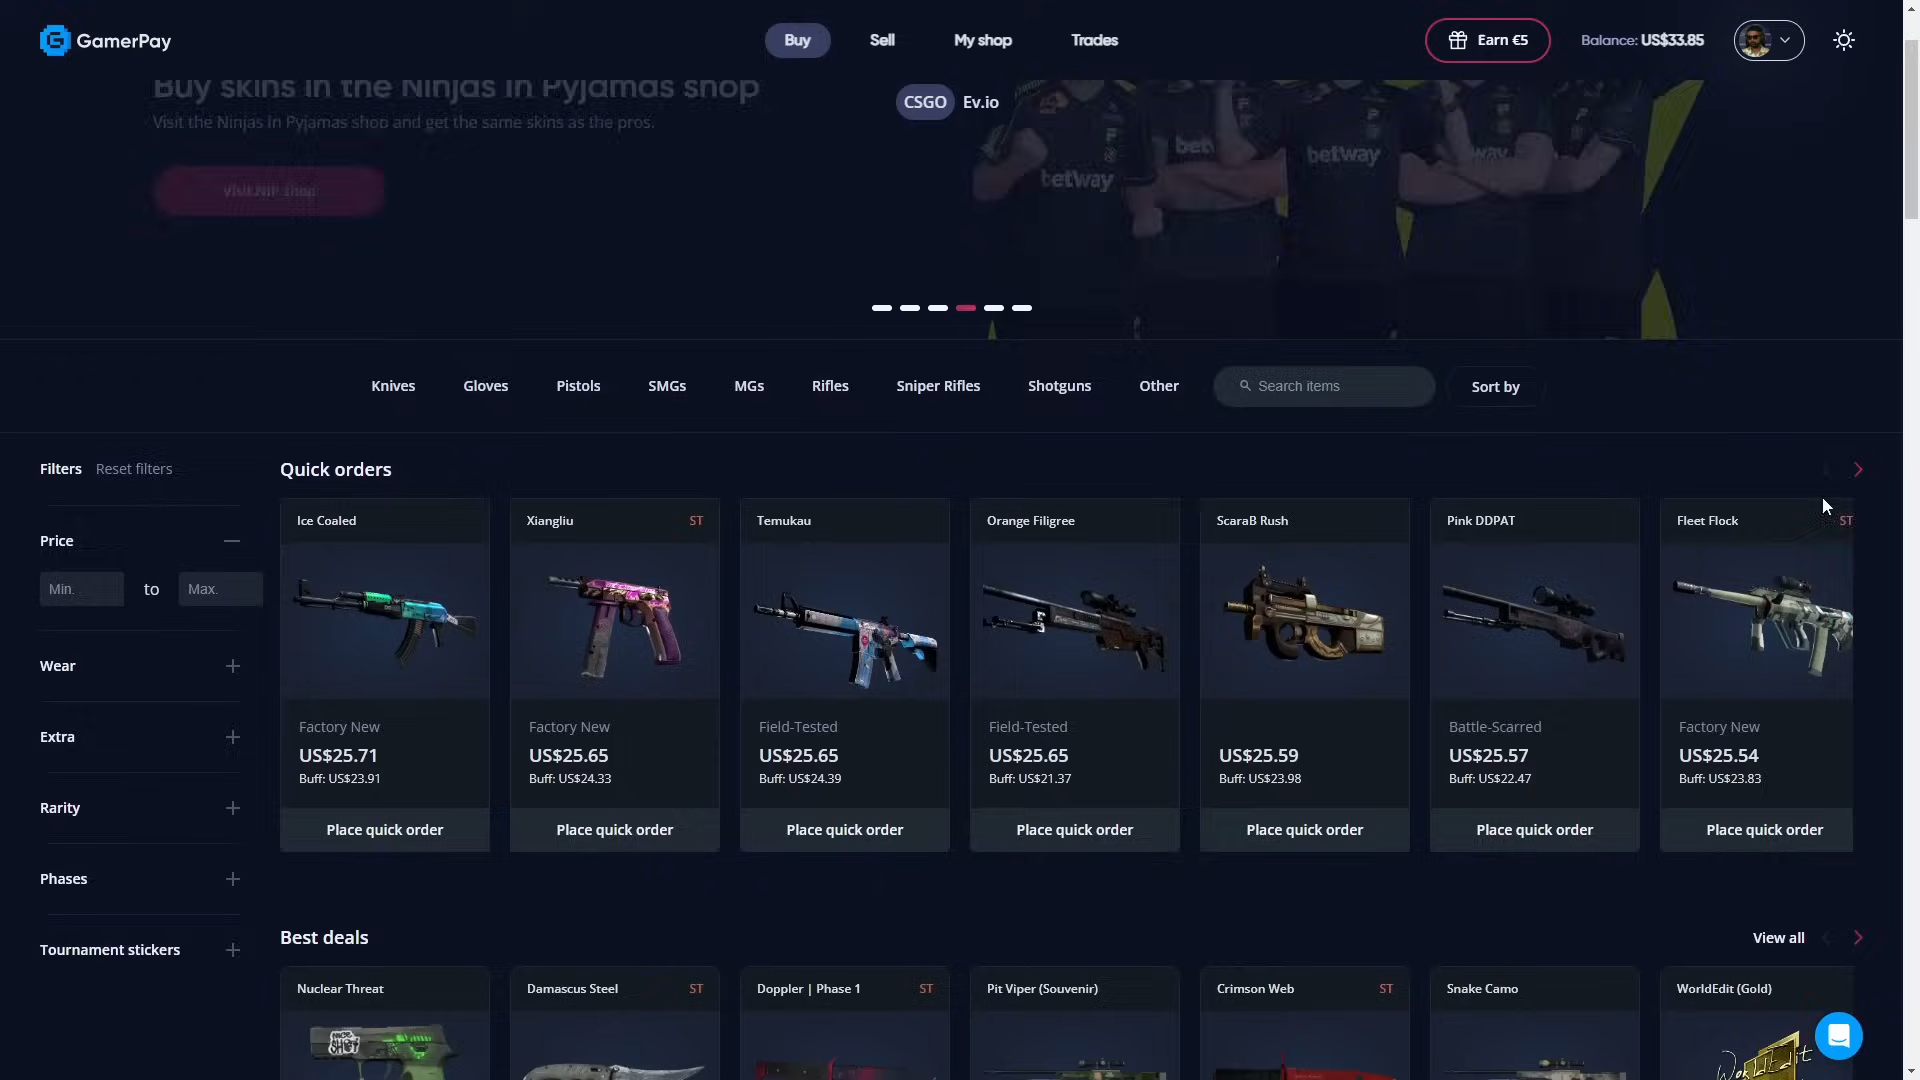 GamerPay
Buy
Sell
My shop
Trades
Earn €5
Balance: US$33.85
Buy skins in the Ninjas in Pyjamas shop
Visit the Ninjas In Pyjamas shop and get the same skins as the pros.
Visit NIP shop
CSGO
Ev.io
betway
betway
betway
Knives
Gloves
Pistols
SMGs
MGs
Rifles
Sniper Rifles
Shotguns
Other
Search items
Sort by
Filters
Reset filters
Price
Min.
to
Max.
Wear
Extra
Rarity
Phases
Tournament stickers
Quick orders
Ice Coaled
Factory New
US$25.71
Buff: US$23.91
Place quick order
Xiangliu
ST
Factory New
US$25.65
Buff: US$24.33
Place quick order
Temukau
Field-Tested
US$25.65
Buff: US$24.39
Place quick order
Orange Filigree
Field-Tested
US$25.65
Buff: US$21.37
Place quick order
ScaraB Rush
US$25.59
Buff: US$23.98
Place quick order
Pink DDPAT
Battle-Scarred
US$25.57
Buff: US$22.47
Place quick order
Fleet Flock
ST
Factory New
US$25.54
Buff: US$23.83
Place quick order
Best deals
View all
Nuclear Threat
Damascus Steel
ST
Doppler | Phase 1
ST
Pit Viper (Souvenir)
Crimson Web
ST
Snake Camo
WorldEdit (Gold)
WorldEdit